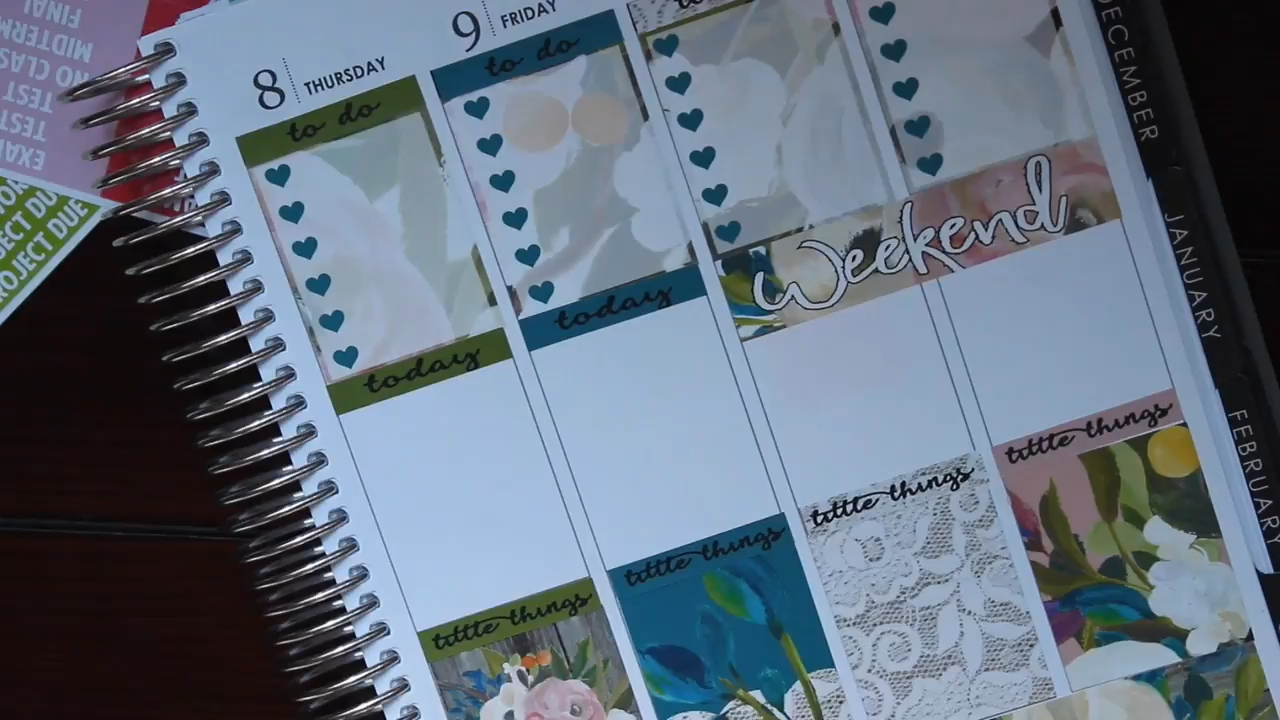 8 THURSDAY
9 FRIDAY
to do
to do
Weekend
today
today
little things
little things
little things
little things
DECEMBER
JANUARY
FEBRUARY
FINAL
MIDTERM
NO CLASS
TEST
TEST
EXAM
PROJECT DUE
PROJECT DUE